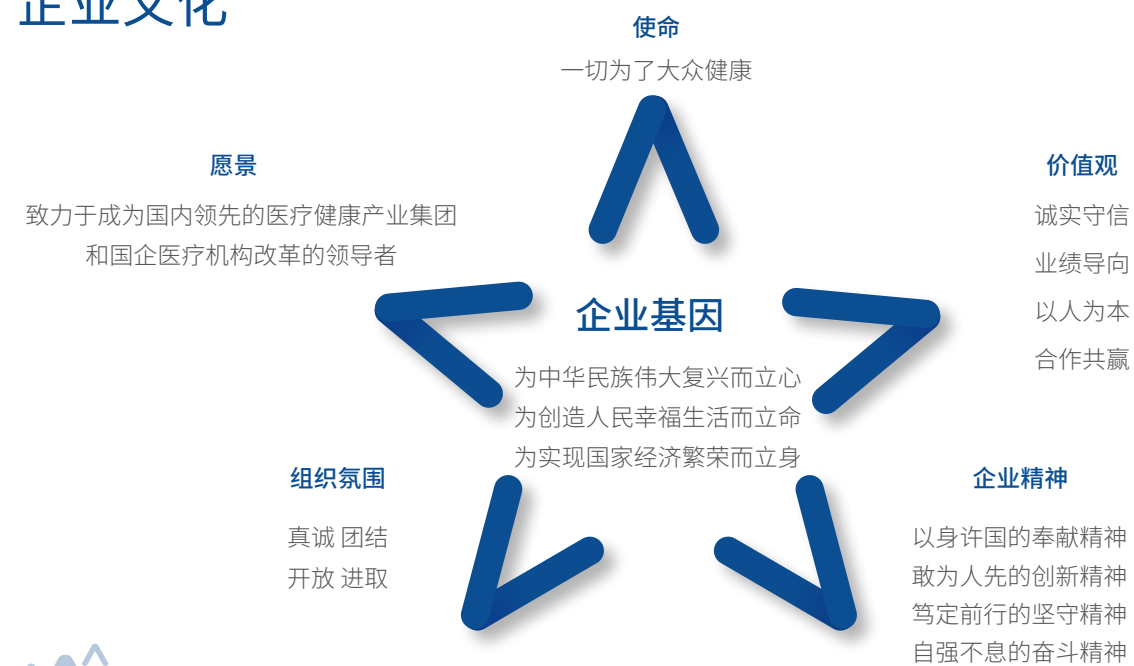 企业文化
使命
一切为了大众健康
愿景
致力于成为国内领先的医疗健康产业集团
和国企医疗机构改革的领导者
价值观
诚实守信
业绩导向
以人为本
合作共赢
企业基因
为中华民族伟大复兴而立心
为创造人民幸福生活而立命
为实现国家经济繁荣而立身
组织氛围
真诚 团结
开放 进取
企业精神
以身许国的奉献精神
敢为人先的创新精神
笃定前行的坚守精神
自强不息的奋斗精神